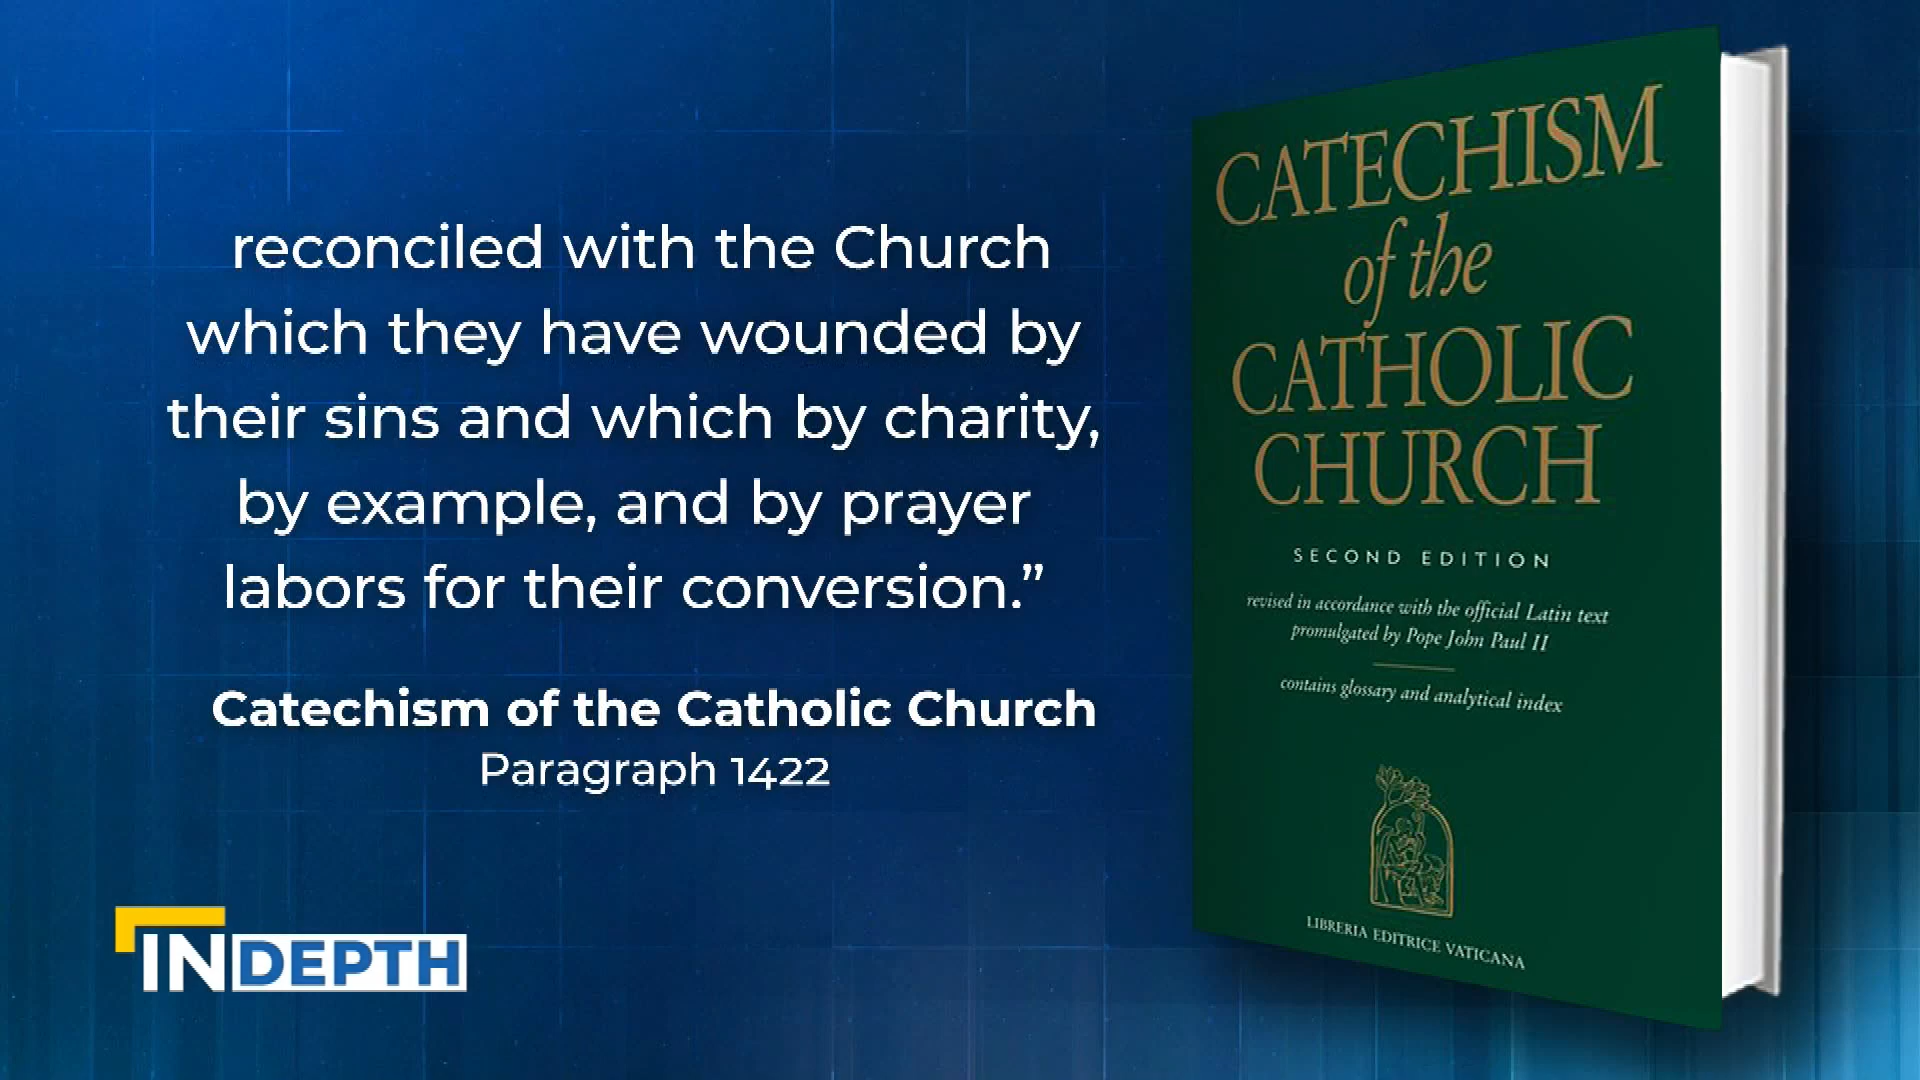 reconciled with the Church
which they have wounded by
their sins and which by charity,
by example, and by prayer
labors for their conversion.”
Catechism of the Catholic Church
Paragraph 1422
INDEPTH
CATECHISM
of the
CATHOLIC
CHURCH
SECOND EDITION
revised in accordance with the official Latin text
promulgated by Pope John Paul II
contains glossary and analytical index
LIBRERIA EDITRICE VATICANA